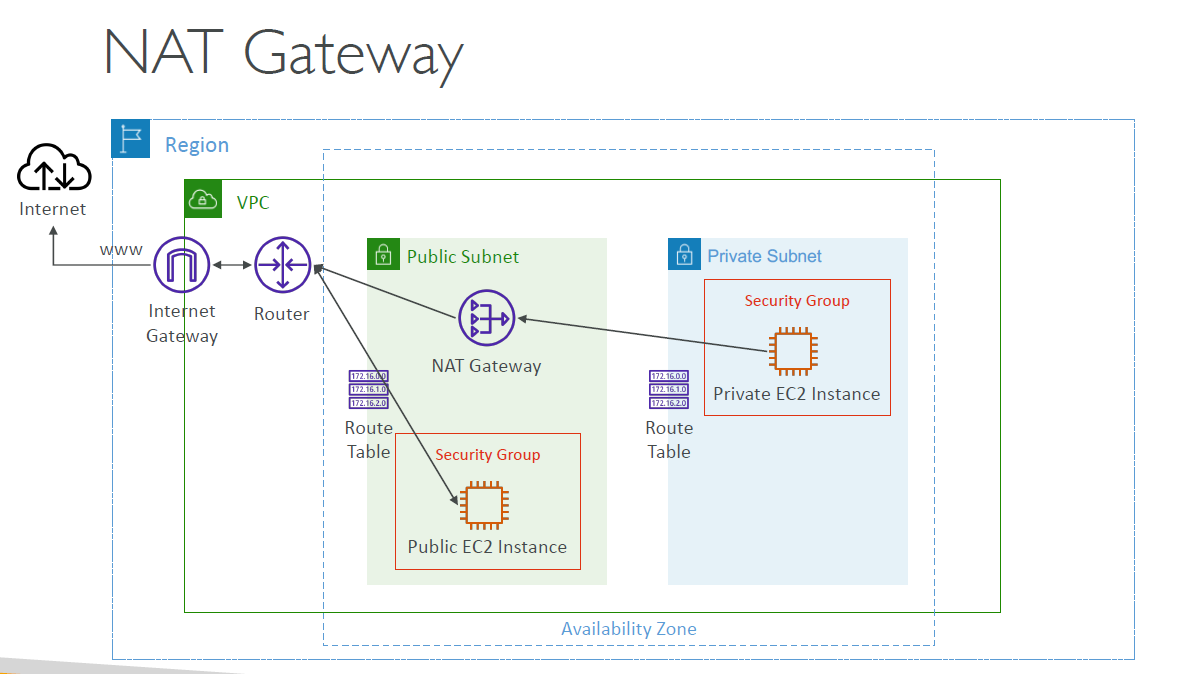 NAT Gateway
Region
Internet
VPC
www
Internet
Gateway
Router
Public Subnet
NAT Gateway
172.16.0.0
172.16.1.0
172.16.2.0
Route
Table
Security Group
Public EC2 Instance
Private Subnet
Security Group
Private EC2 Instance
172.16.0.0
172.16.1.0
172.16.2.0
Route
Table
Availability Zone